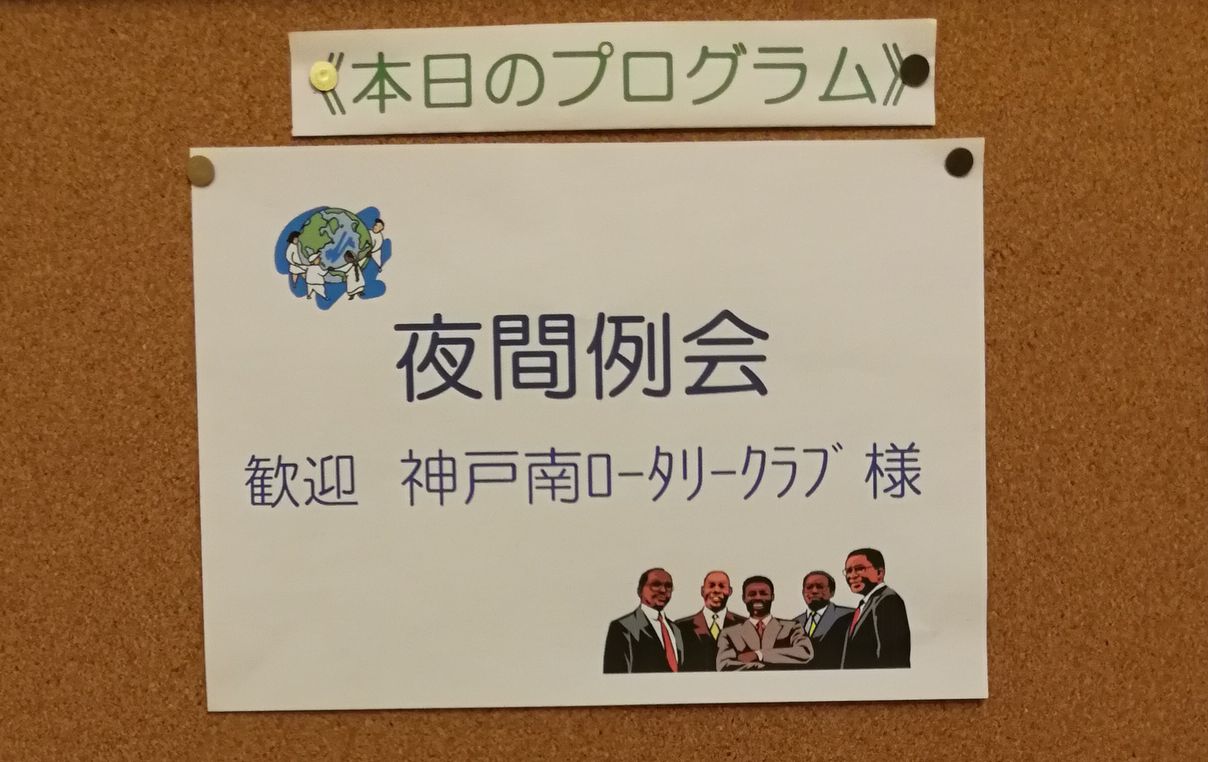 《本日のプログラム》
夜間例会
歓迎　神戸南ﾛｰﾀﾘｰｸﾗﾌﾞ 様